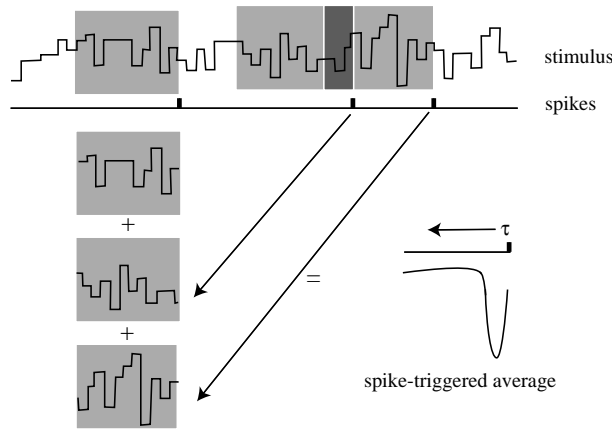 stimulus
spikes
+
+
=
τ
spike-triggered average